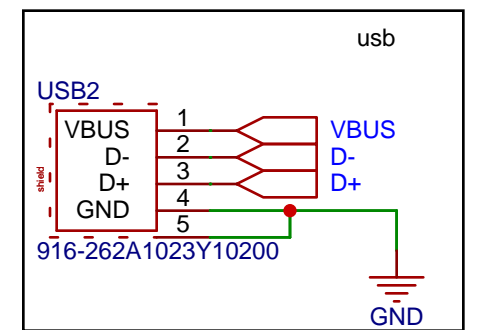 usb
USB2
VBUS 1 VBUS
D- 2 D-
D+ 3 D+
GND 4
5
shield
916-262A1023Y10200
GND